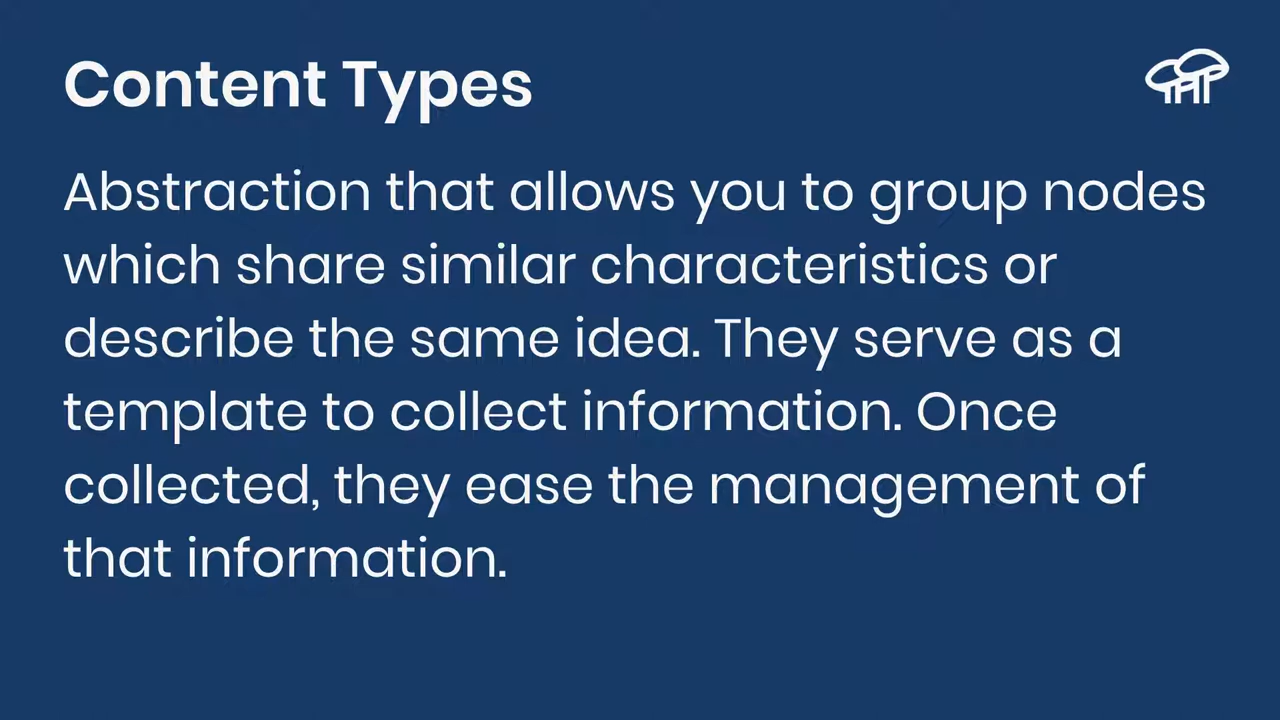 Content Types
Abstraction that allows you to group nodes
which share similar characteristics or
describe the same idea. They serve as a
template to collect information. Once
collected, they ease the management of
that information.